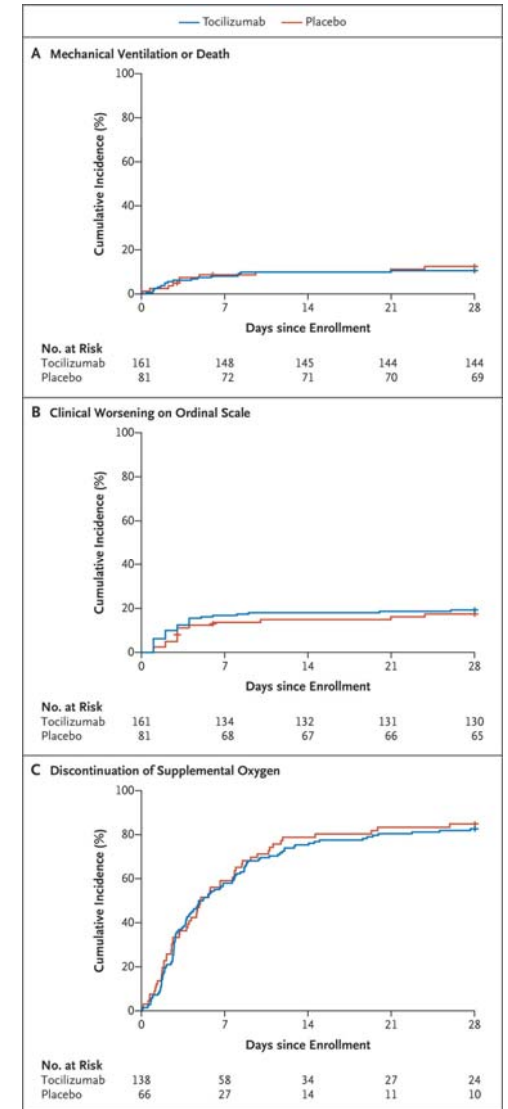 Tocilizumab Placebo
A Mechanical Ventilation or Death
100
80
60
40
20
0
Cumulative Incidence (%)
0 7 14 21 28
Days since Enrollment
No. at Risk
Tocilizumab 161 148 145 144 144
Placebo 81 72 71 70 69
B Clinical Worsening on Ordinal Scale
100
80
60
40
20
0
Cumulative Incidence (%)
0 7 14 21 28
Days since Enrollment
No. at Risk
Tocilizumab 161 134 132 131 130
Placebo 81 68 67 66 65
C Discontinuation of Supplemental Oxygen
100
80
60
40
20
0
Cumulative Incidence (%)
0 7 14 21 28
Days since Enrollment
No. at Risk
Tocilizumab 138 58 34 27 24
Placebo 66 27 14 11 10